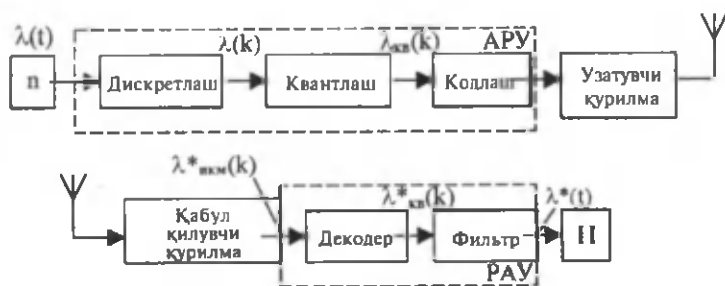 λ(t)
λ(k)
λкв(k)
АРУ
п
Дискретлаш
Квантлаш
Кодлаш
Узатувчи
қурилма
λ*икм(k)
λ*кв(k)
λ*(t)
Қабул
қилувчи
қурилма
Декодер
Фильтр
П
РАУ